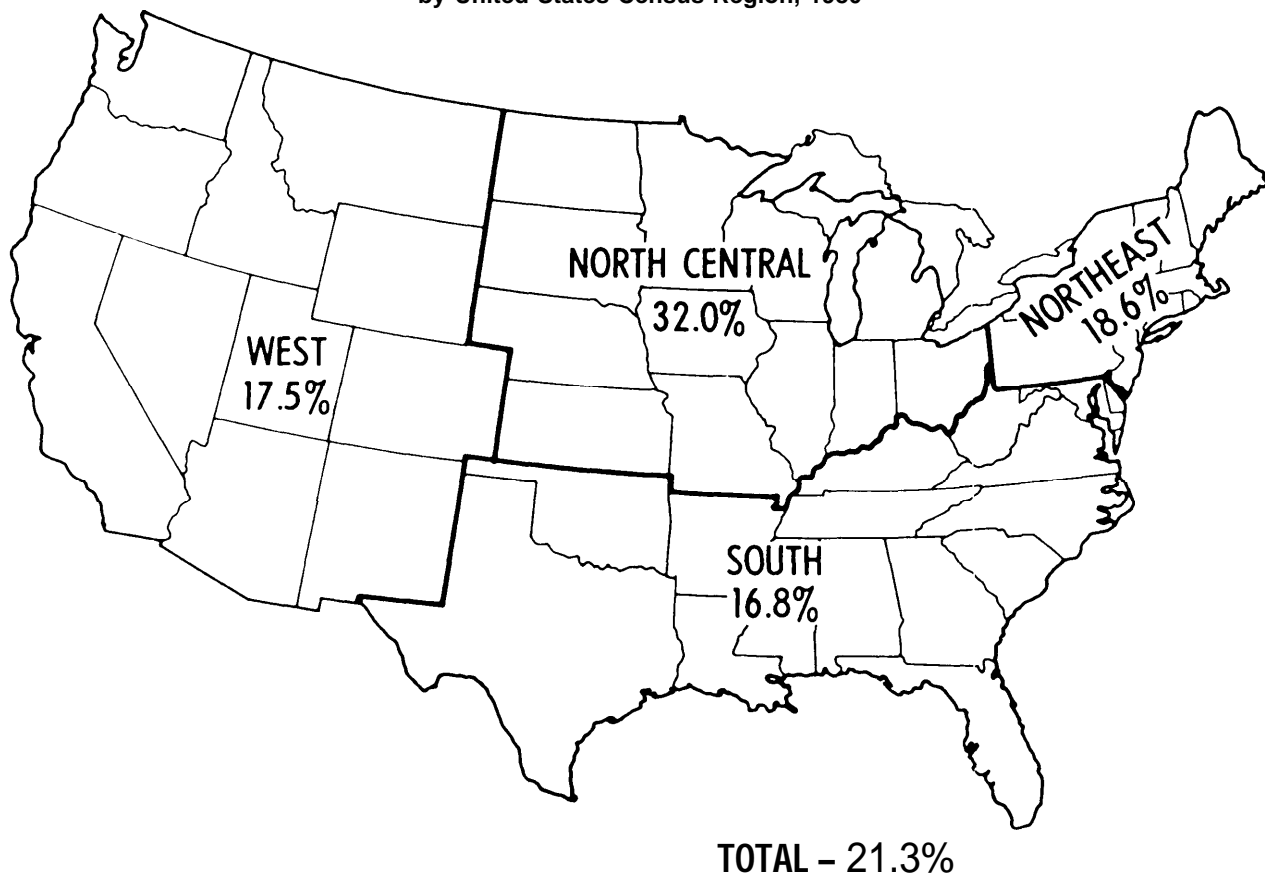 NORTH CENTRAL
32.0%
NORTHEAST
18.6%
WEST
17.5%
SOUTH
16.8%
TOTAL – 21.3%